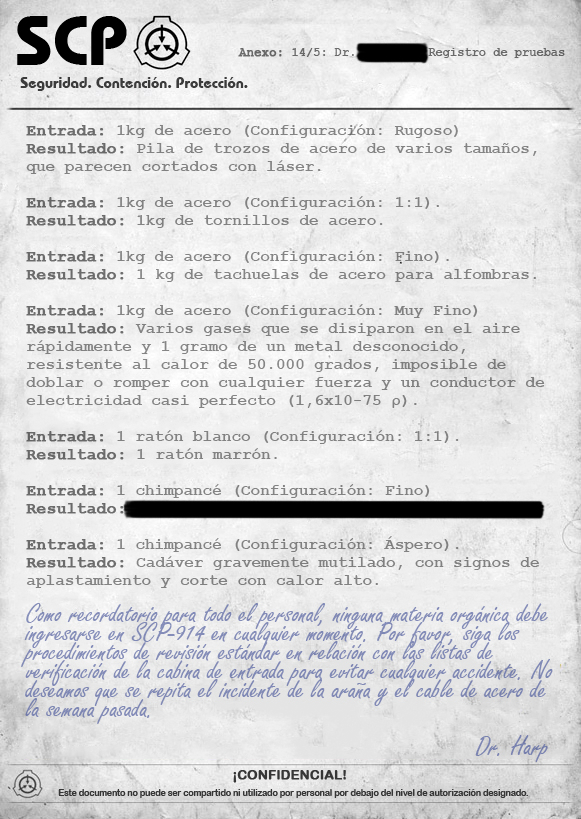 SCP
Seguridad. Contención. Protección.
Anexo: 14/5: Dr. Registro de pruebas
Entrada: 1kg de acero (Configuración: Rugoso)
Resultado: Pila de trozos de acero de varios tamaños,
que parecen cortados con láser.
Entrada: 1kg de acero (Configuración: 1:1).
Resultado: 1kg de tornillos de acero.
Entrada: 1kg de acero (Configuración: Fino).
Resultado: 1 kg de tachuelas de acero para alfombras.
Entrada: 1kg de acero (Configuración: Muy Fino)
Resultado: Varios gases que se disiparon en el aire
rápidamente y 1 gramo de un metal desconocido,
resistente al calor de 50.000 grados, imposible de
doblar o romper con cualquier fuerza y un conductor de
electricidad casi perfecto (1,6x10-75 ρ).
Entrada: 1 ratón blanco (Configuración: 1:1).
Resultado: 1 ratón marrón.
Entrada: 1 chimpancé (Configuración: Fino)
Resultado:
Entrada: 1 chimpancé (Configuración: Áspero).
Resultado: Cadáver gravemente mutilado, con signos de
aplastamiento y corte con calor alto.
Como recordatorio para todo el personal, ninguna materia orgánica debe
ingresarse en SCP-914 en cualquier momento. Por favor, siga los
procedimientos de revisión estándar en relación con las listas de
verificación de la cabina de entrada para evitar cualquier accidente. No
deseamos que se repita el incidente de la araña y el cable de acero de
la semana pasada.
Dr. Harp
¡CONFIDENCIAL!
Este documento no puede ser compartido ni utilizado por personal por debajo del nivel de autorización designado.